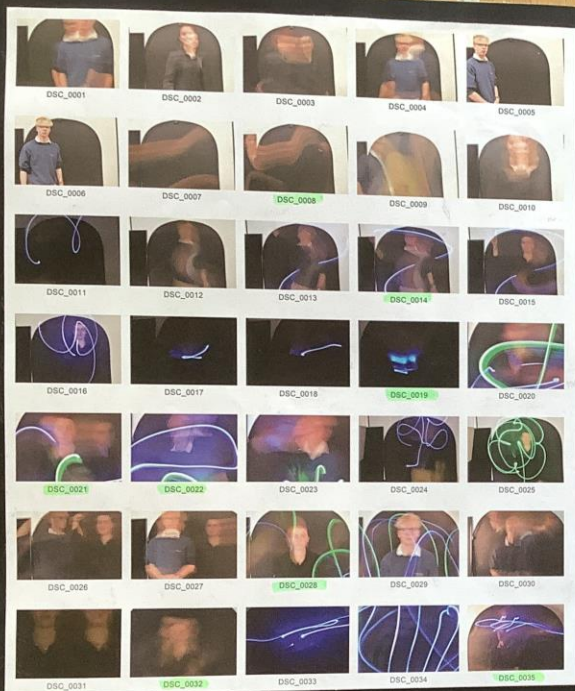 DSC_0001 DSC_0002 DSC_0003 DSC_0004 DSC_0005
DSC_0006 DSC_0007 DSC_0008 DSC_0009 DSC_0010
DSC_0011 DSC_0012 DSC_0013 DSC_0014 DSC_0015
DSC_0016 DSC_0017 DSC_0018 DSC_0019 DSC_0020
DSC_0021 DSC_0022 DSC_0023 DSC_0024 DSC_0025
DSC_0026 DSC_0027 DSC_0028 DSC_0029 DSC_0030
DSC_0031 DSC_0032 DSC_0033 DSC_0034 DSC_0035